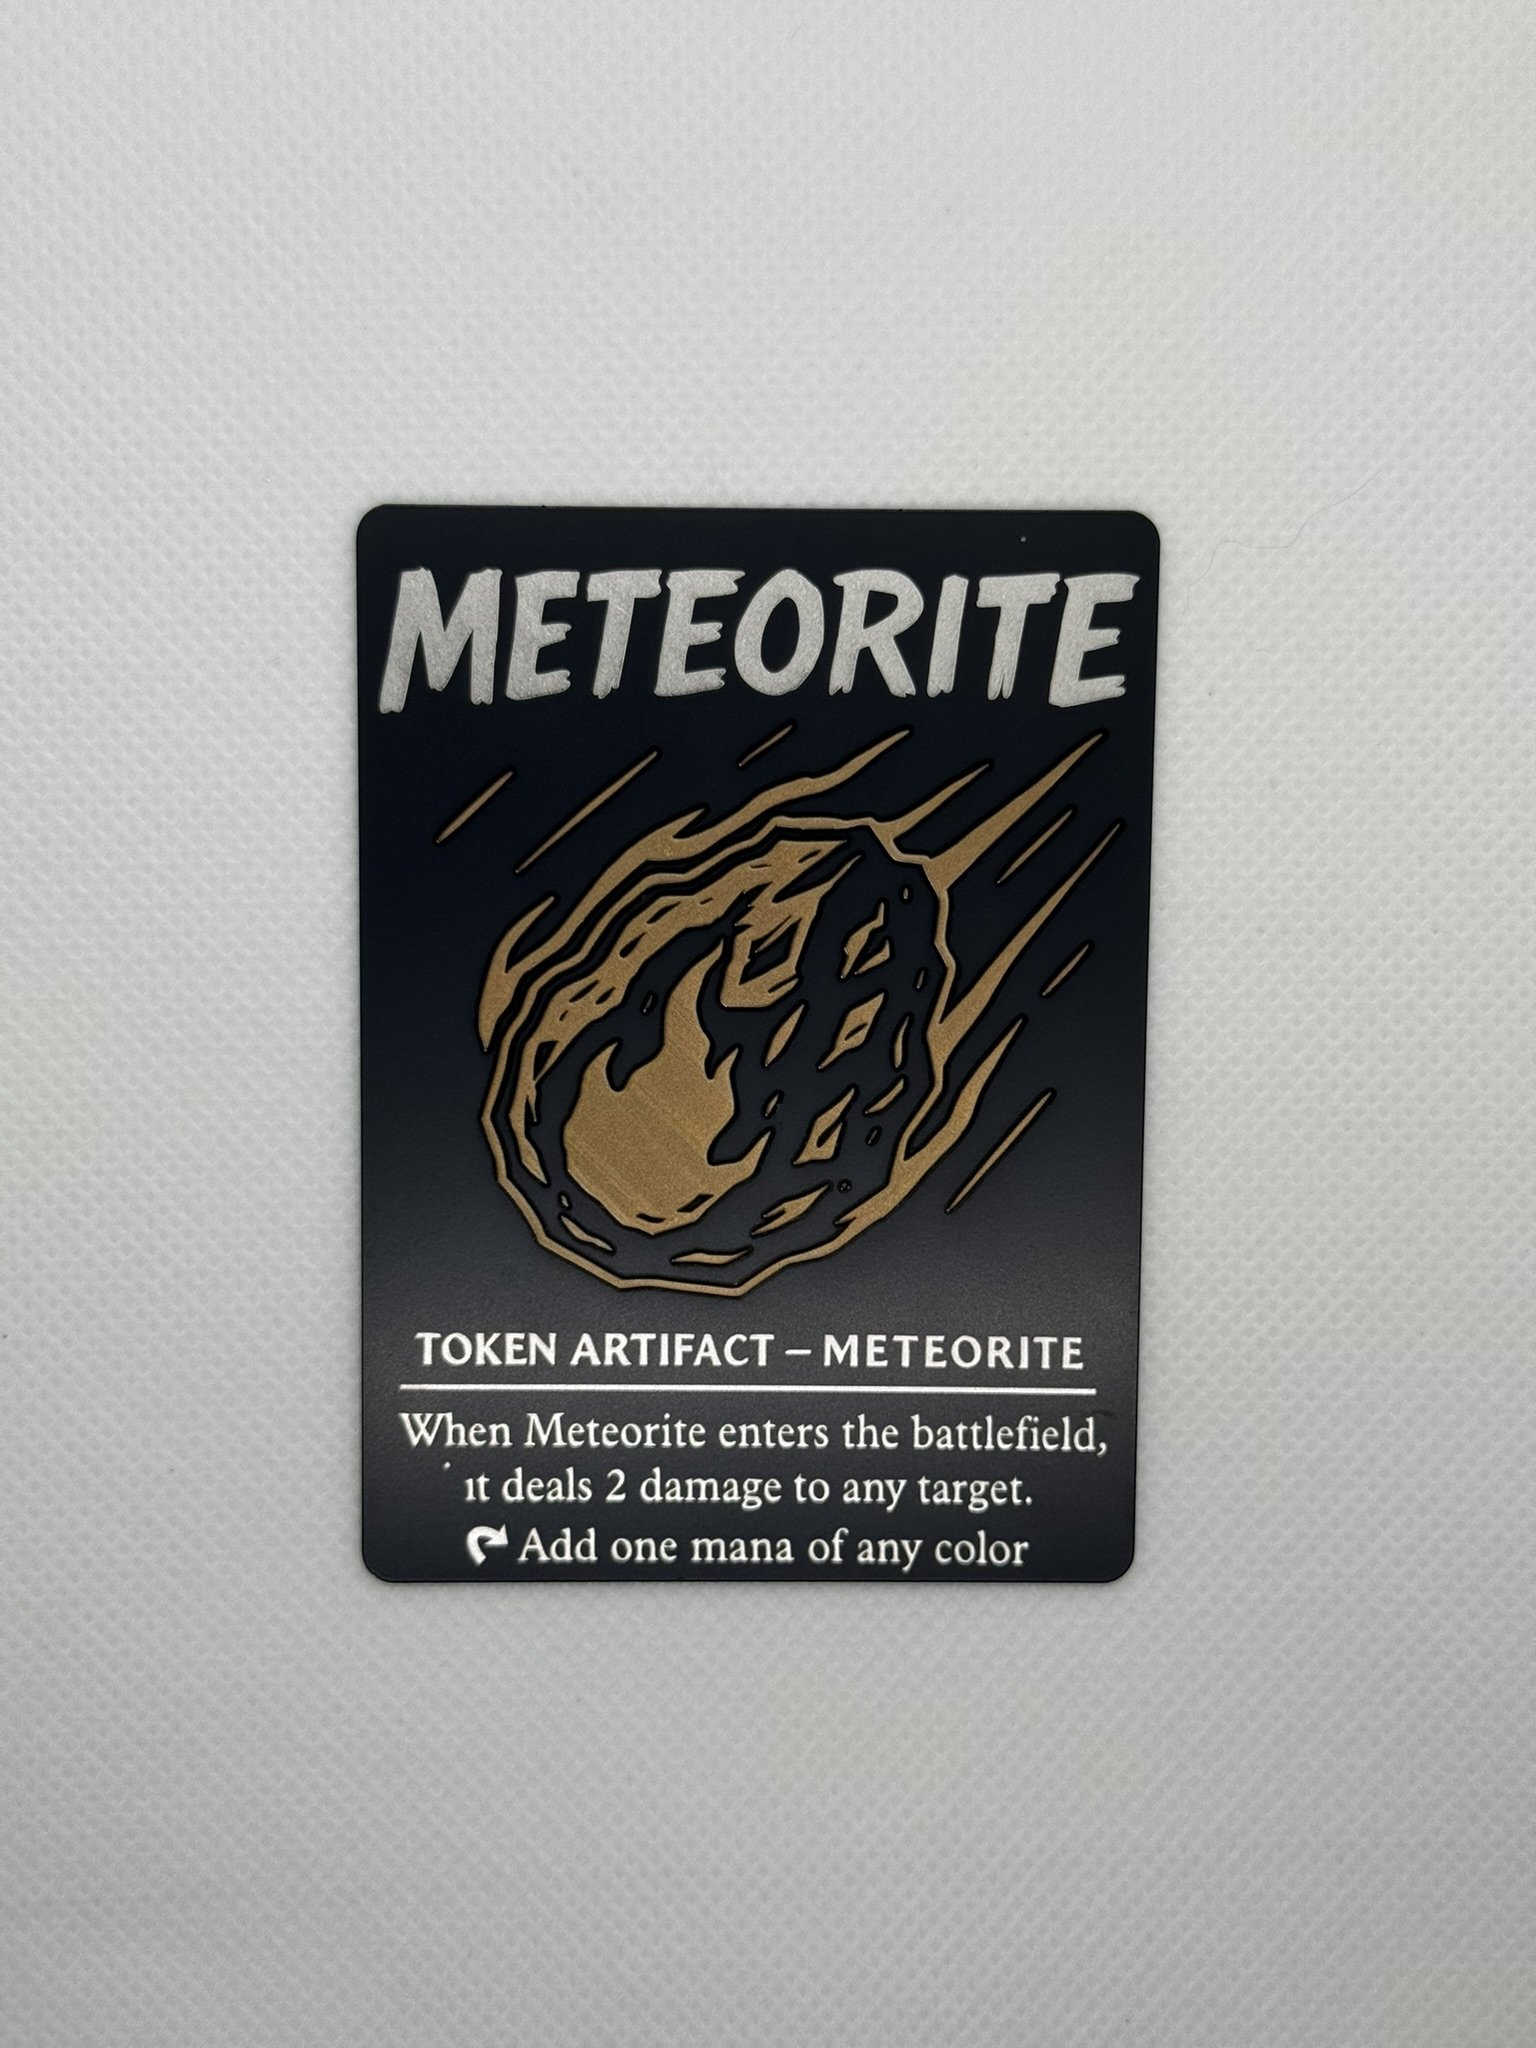 METEORITE
TOKEN ARTIFACT – METEORITE
When Meteorite enters the battlefield,
it deals 2 damage to any target.
Add one mana of any color